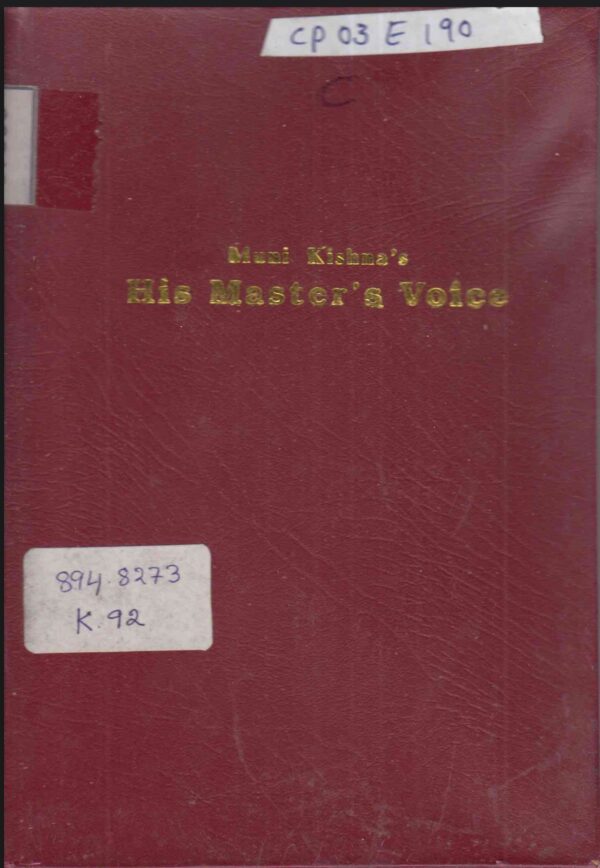 CP 03 E 190
C
Muni Kishna's
His Master's Voice
894.8273
K.92